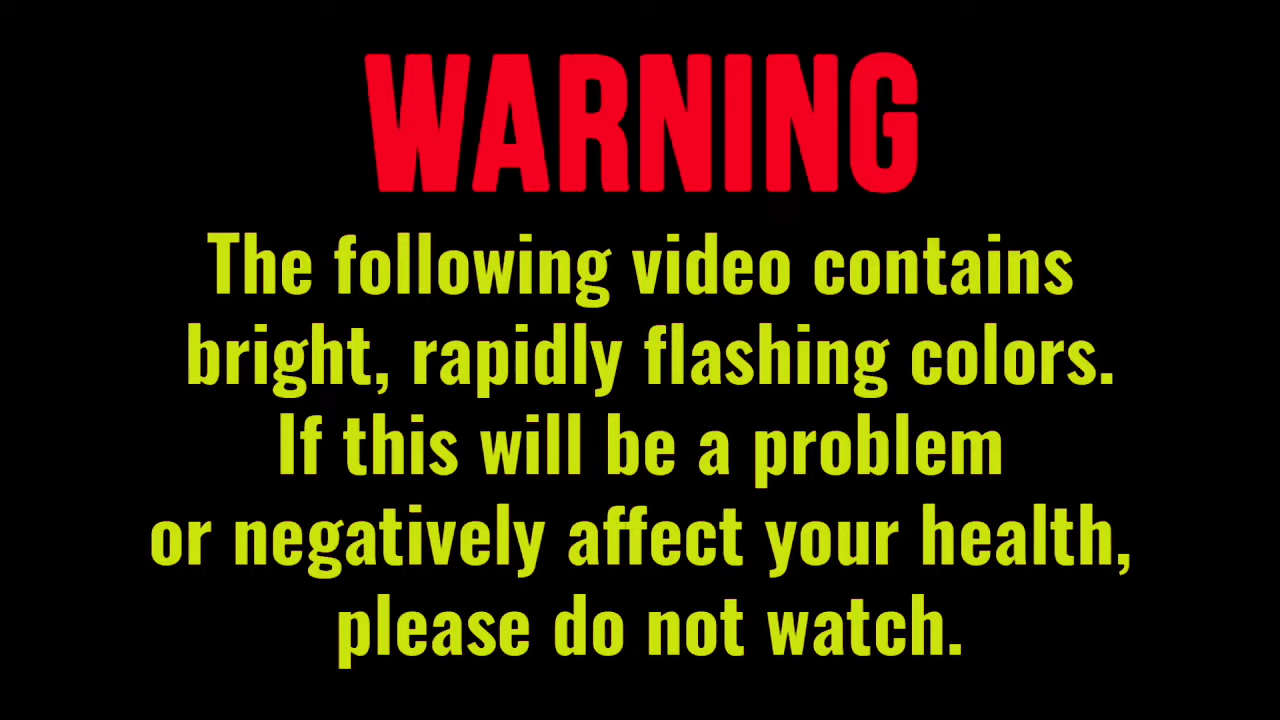 WARNING
The following video contains
bright, rapidly flashing colors.
If this will be a problem
or negatively affect your health,
please do not watch.